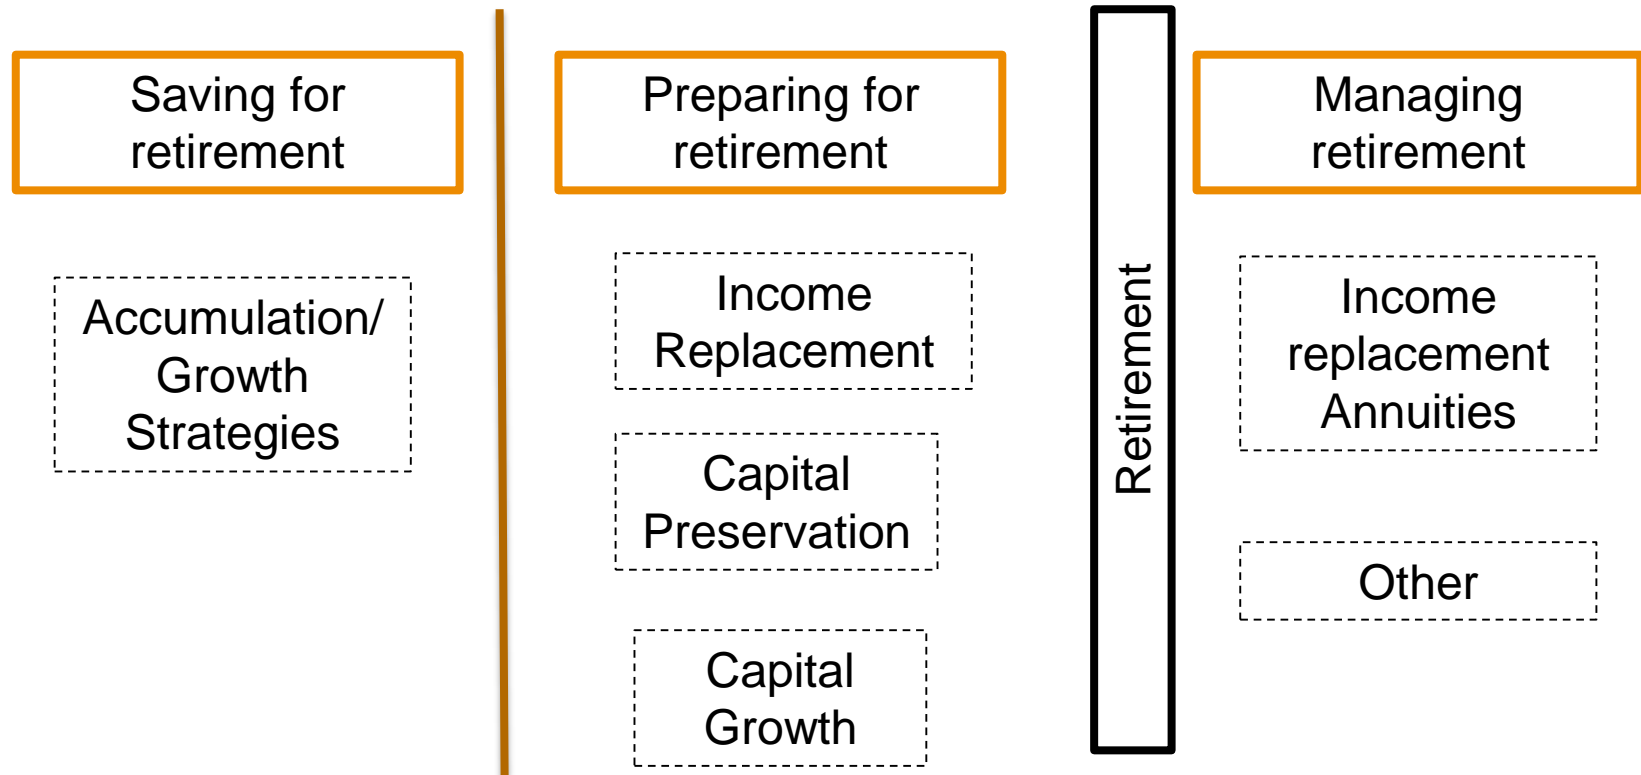 Saving for
retirement
Accumulation/
Growth
Strategies
Preparing for
retirement
Income
Replacement
Capital
Preservation
Capital
Growth
Retirement
Managing
retirement
Income
replacement
Annuities
Other